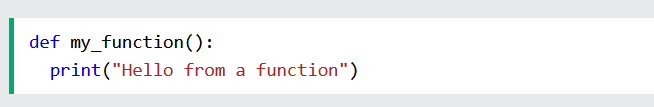 def my_function():
  print("Hello from a function")